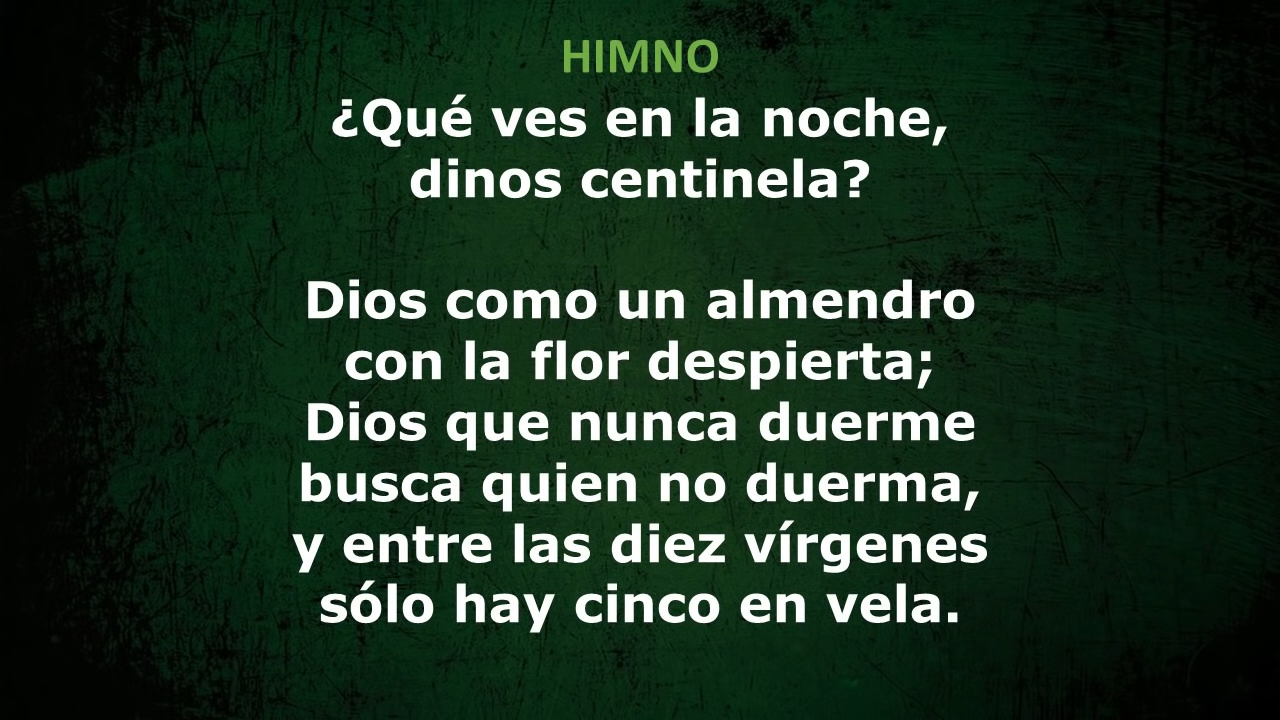 HIMNO
¿Qué ves en la noche,
dinos centinela?
Dios como un almendro
con la flor despierta;
Dios que nunca duerme
busca quien no duerma,
y entre las diez vírgenes
sólo hay cinco en vela.